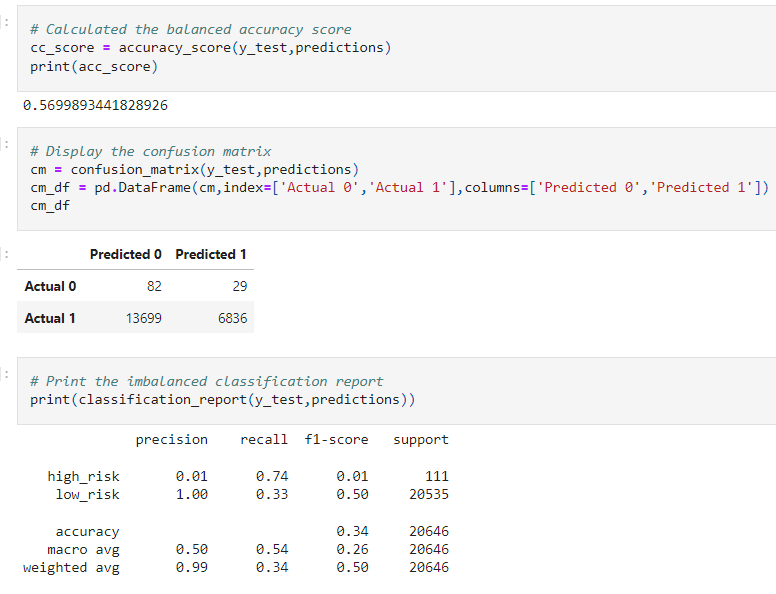 ]:
# Calculated the balanced accuracy score
cc_score = accuracy_score(y_test,predictions)
print(acc_score)
0.5699893441828926
]:
# Display the confusion matrix
cm = confusion_matrix(y_test,predictions)
cm_df = pd.DataFrame(cm,index=['Actual 0','Actual 1'],columns=['Predicted 0','Predicted 1'])
cm_df
]:
Predicted 0 Predicted 1
Actual 0 82 29
Actual 1 13699 6836
]:
# Print the imbalanced classification report
print(classification_report(y_test,predictions))
precision recall f1-score support
high_risk 0.01 0.74 0.01 111
low_risk 1.00 0.33 0.50 20535
accuracy 0.34 20646
macro avg 0.50 0.54 0.26 20646
weighted avg 0.99 0.34 0.50 20646